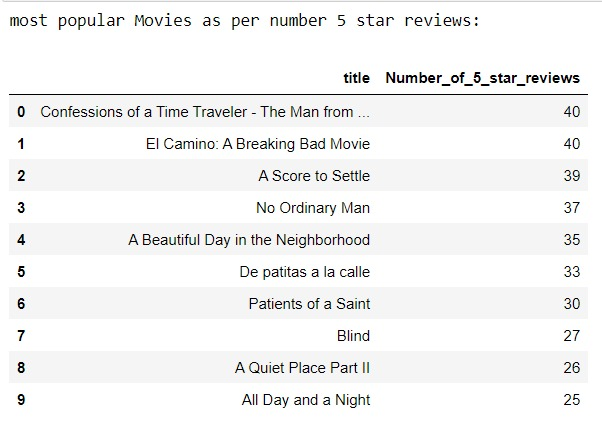 most popular Movies as per number 5 star reviews:
title Number_of_5_star_reviews
0 Confessions of a Time Traveler - The Man from ... 40
1 El Camino: A Breaking Bad Movie 40
2 A Score to Settle 39
3 No Ordinary Man 37
4 A Beautiful Day in the Neighborhood 35
5 De patitas a la calle 33
6 Patients of a Saint 30
7 Blind 27
8 A Quiet Place Part II 26
9 All Day and a Night 25